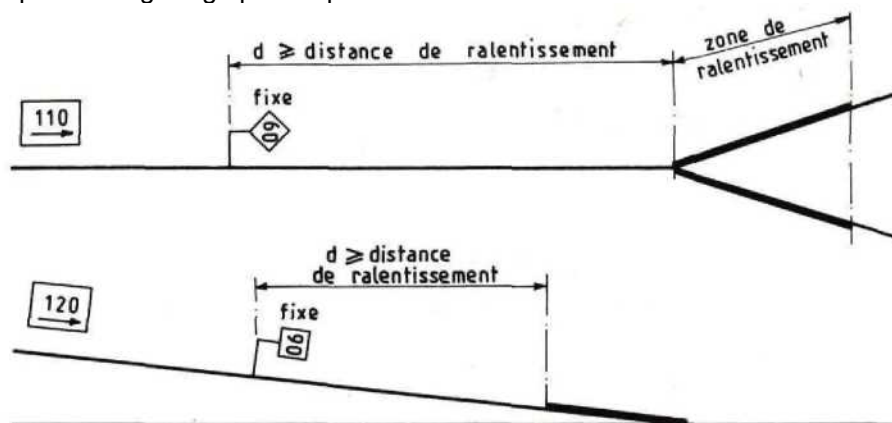 d ≥ distance de ralentissement
zone de
ralentissement
fixe
110
60
d ≥ distance
de ralentissement
120
fixe
90